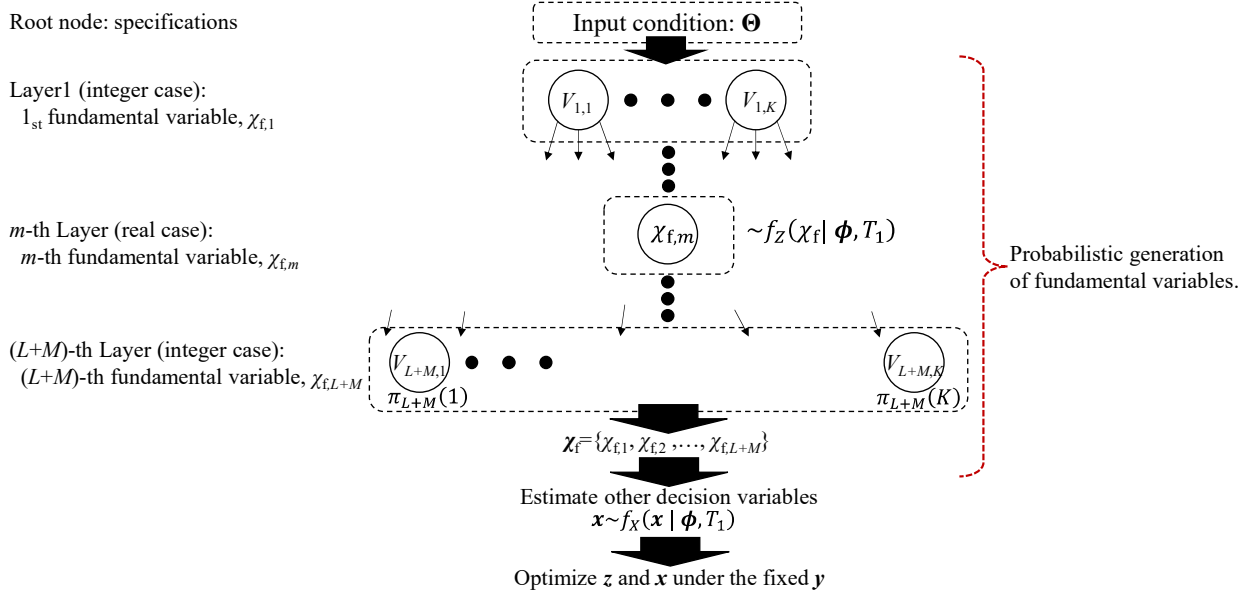 Root node: specifications
Input condition: Θ
Layer1 (integer case):
1st fundamental variable, χf,1
V1,1
V1,K
m-th Layer (real case):
m-th fundamental variable, χf,m
χf,m
~fZ(χf| ϕ, T1)
Probabilistic generation
of fundamental variables.
(L+M)-th Layer (integer case):
(L+M)-th fundamental variable, χf,L+M
VL+M,1
VL+M,K
πL+M(1)
πL+M(K)
χf={χf,1, χf,2 ,…, χf,L+M}
Estimate other decision variables
x~fX(x | ϕ, T1)
Optimize z and x under the fixed y